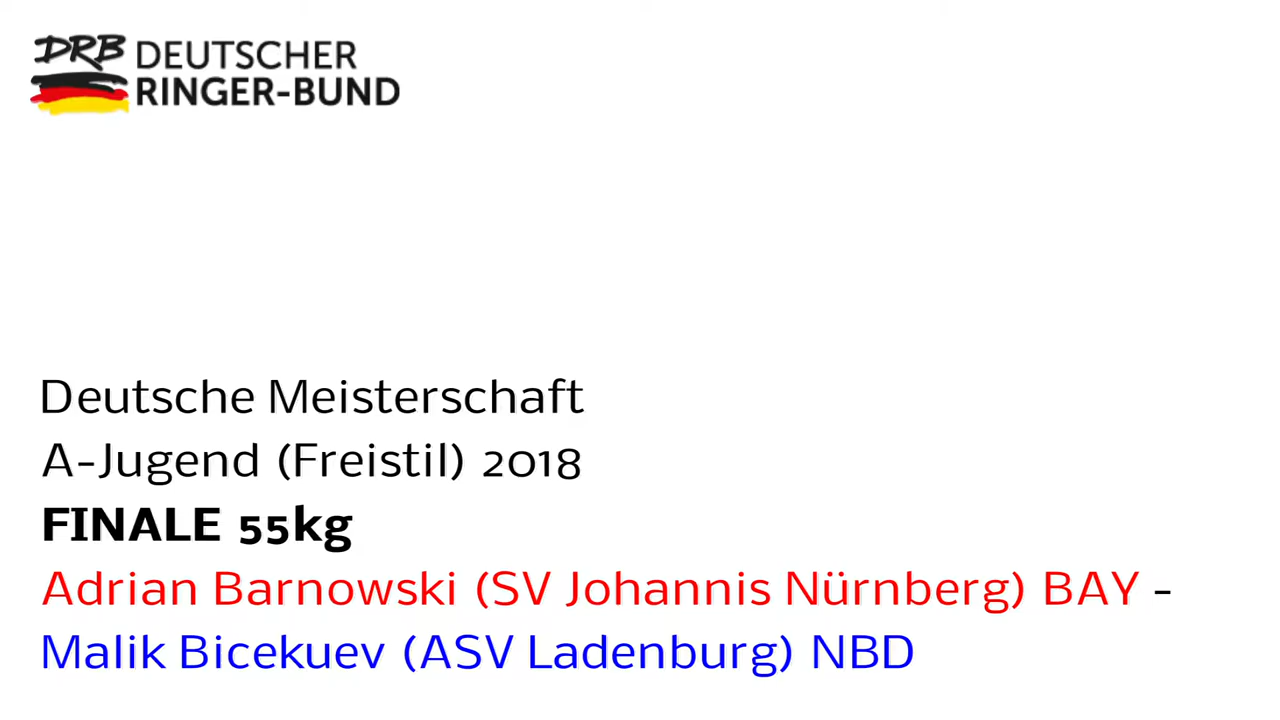 DRB DEUTSCHER
RINGER-BUND
Deutsche Meisterschaft
A-Jugend (Freistil) 2018
FINALE 55kg
Adrian Barnowski (SV Johannis Nürnberg) BAY -
Malik Bicekuev (ASV Ladenburg) NBD